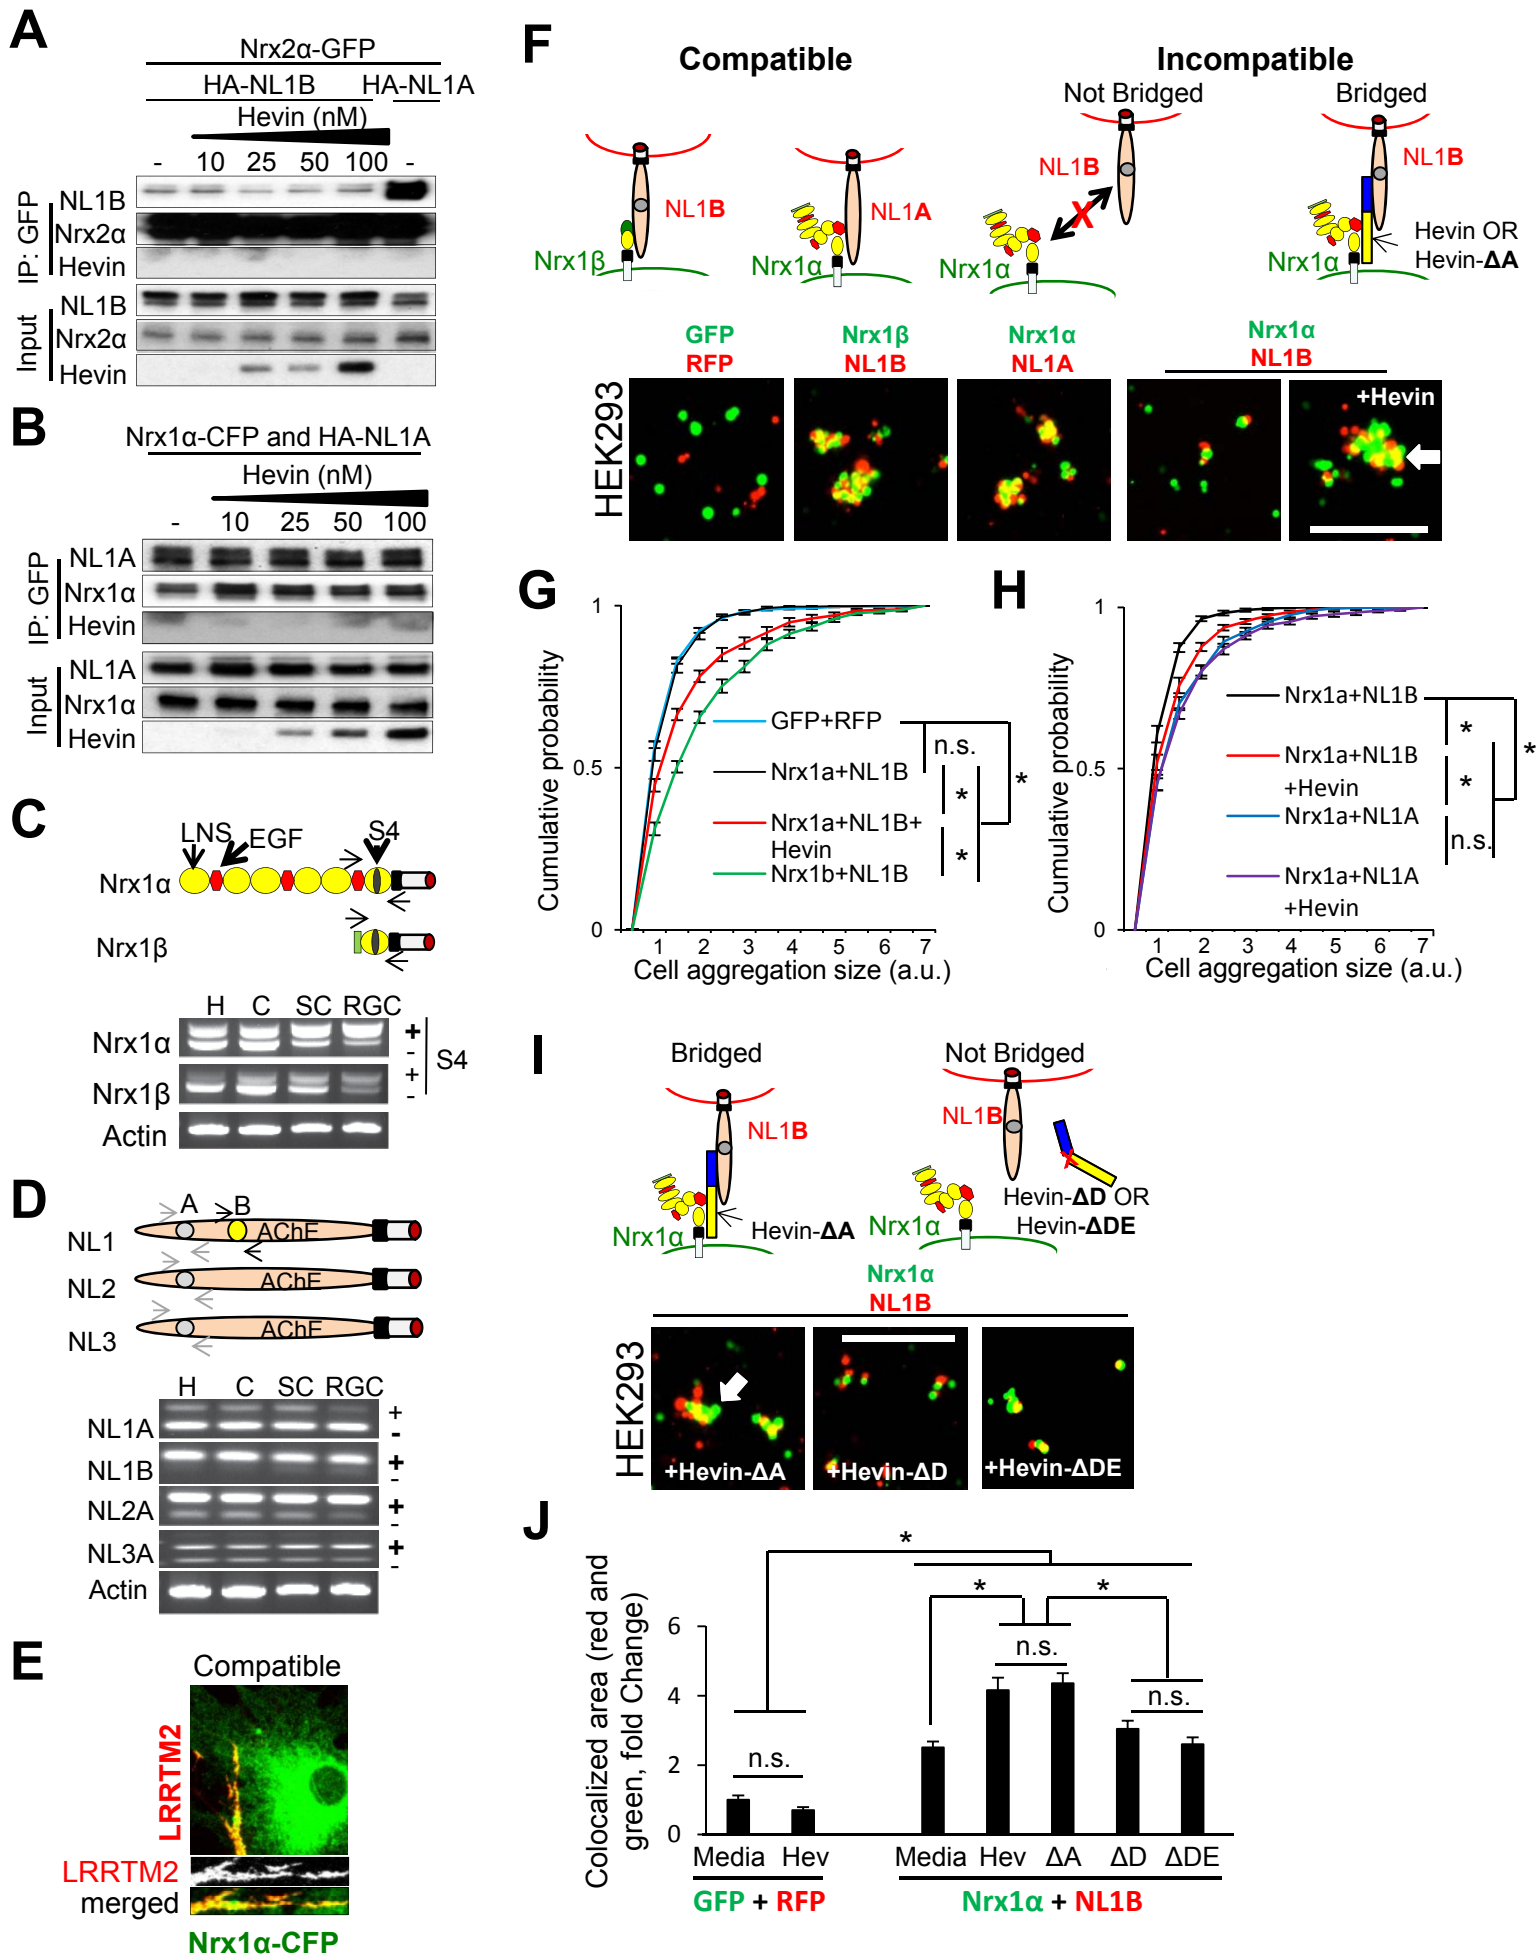 A
Nrx2α-GFP
HA-NL1B HA-NL1A
Hevin (nM)
- 10 25 50 100 -
IP: GFP
NL1B
Nrx2α
Hevin
Input
NL1B
Nrx2α
Hevin
B
Nrx1α-CFP and HA-NL1A
Hevin (nM)
- 10 25 50 100
IP: GFP
NL1A
Nrx1α
Hevin
Input
NL1A
Nrx1α
Hevin
C
LNS EGF S4
Nrx1α
Nrx1β
H C SC RGC
Nrx1α + -
Nrx1β + -
S4
Actin
D
A B
NL1 AChE
NL2 AChE
NL3 AChE
H C SC RGC
NL1A + -
NL1B + -
NL2A + -
NL3A + -
Actin
E
Compatible
LRRTM2
LRRTM2
merged
Nrx1α-CFP
F
Compatible Incompatible
Not Bridged Bridged
NL1B
Nrx1β
NL1A
Nrx1α
NL1B
X
Nrx1α
NL1B
Nrx1α
Hevin OR
Hevin-ΔA
GFP Nrx1β Nrx1α Nrx1α
RFP NL1B NL1A NL1B
HEK293
+Hevin
G
Cumulative probability
1
0.5
0
GFP+RFP
Nrx1a+NL1B
Nrx1a+NL1B+
Hevin
Nrx1b+NL1B
n.s.
*
*
*
1 2 3 4 5 6 7
Cell aggregation size (a.u.)
H
Cumulative probability
1
0.5
0
Nrx1a+NL1B
Nrx1a+NL1B
+Hevin
Nrx1a+NL1A
Nrx1a+NL1A
+Hevin
*
*
n.s.
*
1 2 3 4 5 6 7
Cell aggregation size (a.u.)
I
Bridged Not Bridged
NL1B
Nrx1α
Hevin-ΔA
NL1B
Nrx1α
Hevin-ΔD OR
Hevin-ΔDE
Nrx1α
NL1B
HEK293
+Hevin-ΔA +Hevin-ΔD +Hevin-ΔDE
J
Colocalized area (red and
green, fold Change)
6
4
2
0
*
* *
n.s.
n.s.
n.s.
Media Hev Media Hev ΔA ΔD ΔDE
GFP + RFP Nrx1α + NL1B